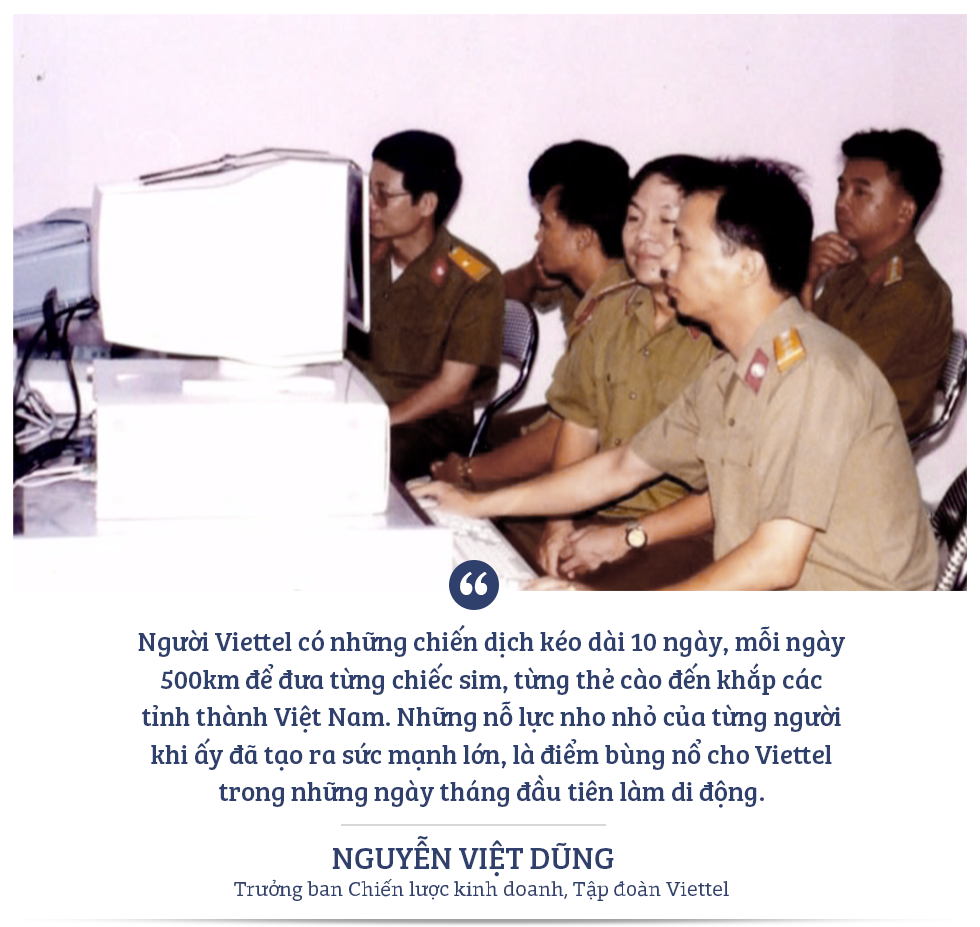 Người Viettel có những chiến dịch kéo dài 10 ngày, mỗi ngày
500km để đưa từng chiếc sim, từng thẻ cào đến khắp các
tỉnh thành Việt Nam. Những nỗ lực nho nhỏ của từng người
khi ấy đã tạo ra sức mạnh lớn, là điểm bùng nổ cho Viettel
trong những ngày tháng đầu tiên làm di động.
NGUYỄN VIỆT DŨNG
Trưởng ban Chiến lược kinh doanh, Tập đoàn Viettel